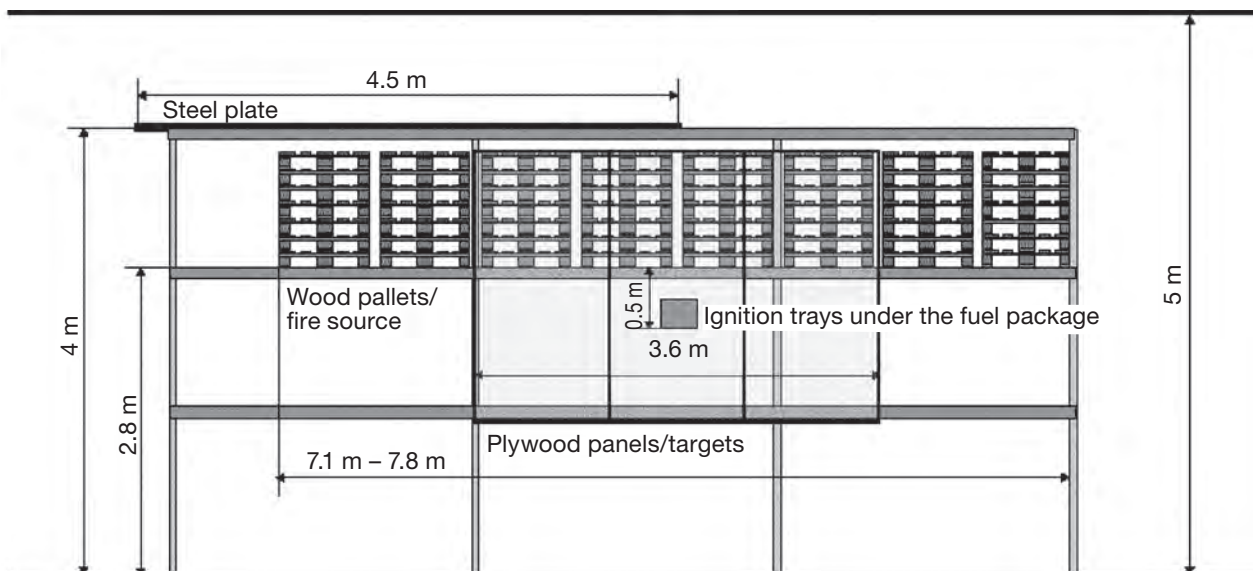 4.5 m
Steel plate
Wood pallets/
fire source
0.5 m
Ignition trays under the fuel package
3.6 m
5 m
4 m
2.8 m
Plywood panels/targets
7.1 m – 7.8 m